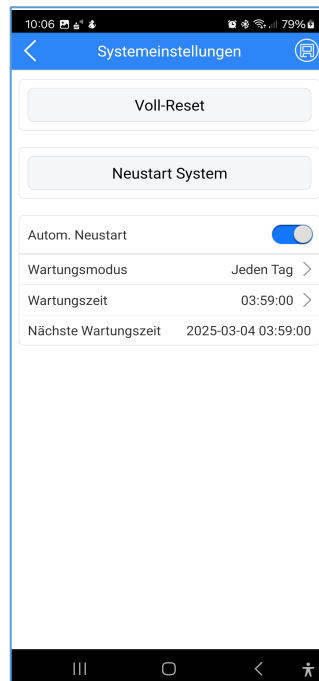 10:06 79%
Systemeinstellungen
Voll-Reset
Neustart System
Autom. Neustart
Wartungsmodus Jeden Tag
Wartungszeit 03:59:00
Nächste Wartungszeit 2025-03-04 03:59:00